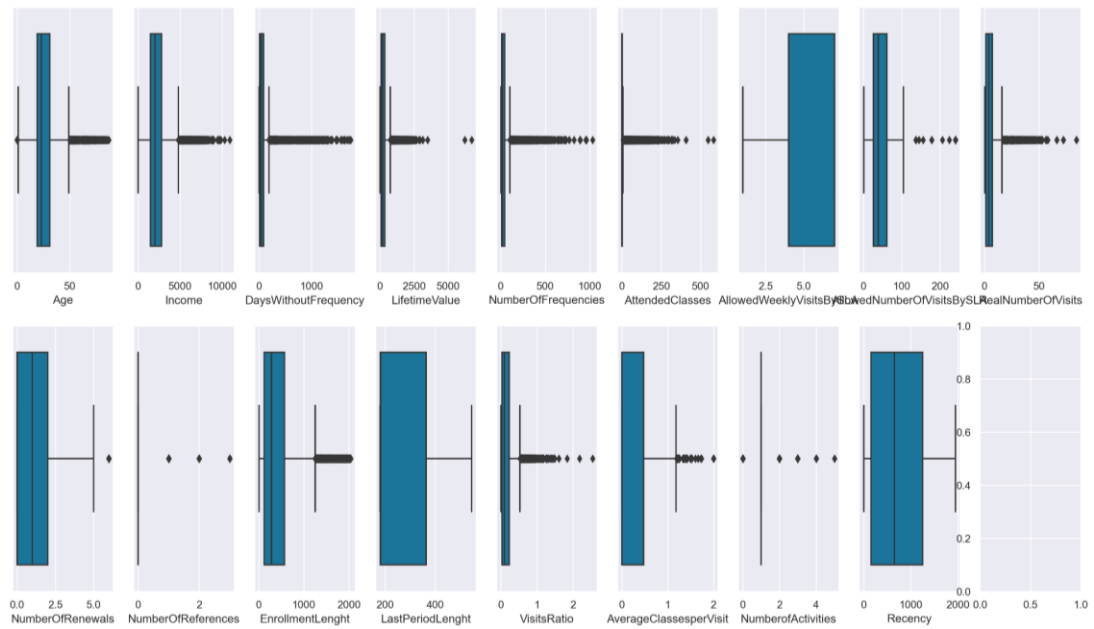 0 50
Age
0 5000 10000
Income
0 1000
DaysWithoutFrequency
0 2500 5000
LifetimeValue
0 500 1000
NumberOfFrequencies
0 250 500
AttendedClasses
2.5 5.0
AllowedWeeklyVisitsBySLA
0 100 200
AllowedNumberOfVisitsBySLA
0 50
RealNumberOfVisits
0.0 2.5 5.0
NumberOfRenewals
0 2
NumberOfReferences
0 1000 2000
EnrollmentLenght
200 400
LastPeriodLenght
0 1 2
VisitsRatio
0 1 2
AverageClassesperVisit
0 2 4
NumberofActivities
0 1000 2000
Recency
1.0
0.8
0.6
0.4
0.2
0.0
0.0 0.5 1.0